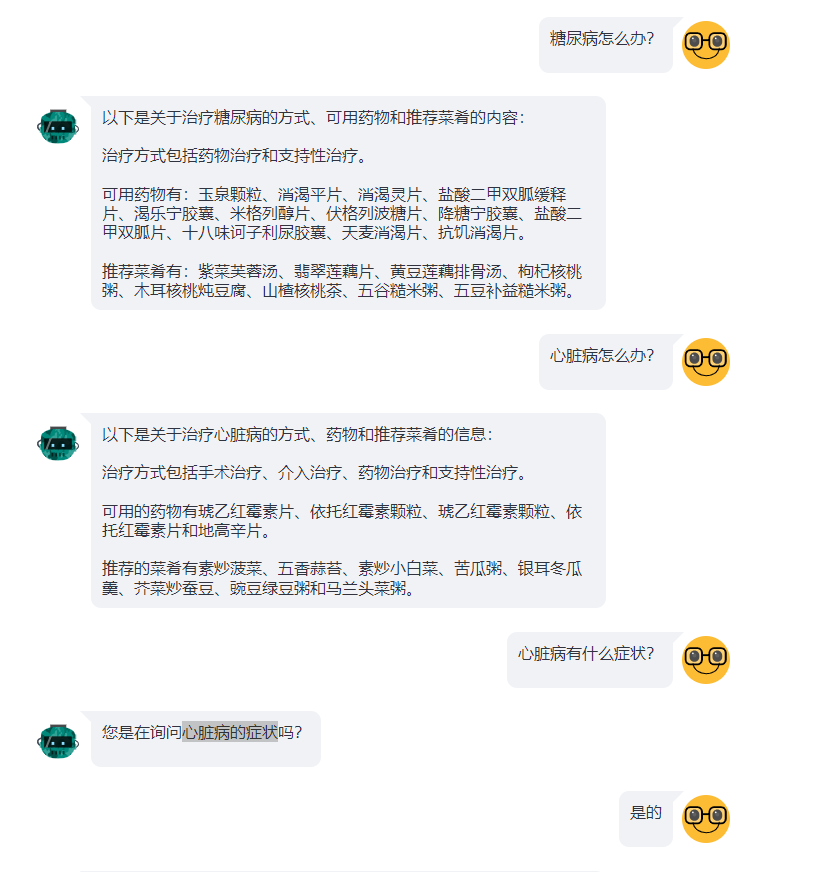 糖尿病怎么办?
以下是关于治疗糖尿病的方式、可用药物和推荐菜肴的内容:
治疗方式包括药物治疗和支持性治疗。
可用药物有: 玉泉颗粒、消渴平片、消渴灵片、盐酸二甲双胍缓释
片、渴乐宁胶囊、米格列醇片、伏格列波糖片、降糖宁胶囊、盐酸二
甲双胍片、十八味诃子利尿胶囊、天麦消渴片、抗饥消渴片。
推荐菜肴有: 紫菜芙蓉汤、翡翠莲藕片、黄豆莲藕排骨汤、枸杞核桃
粥、木耳核桃炖豆腐、山楂核桃茶、五谷糙米粥、五豆补益糙米粥。
心脏病怎么办?
以下是关于治疗心脏病的方式、药物和推荐菜肴的信息:
治疗方式包括手术治疗、介入治疗、药物治疗和支持性治疗。
可用的药物有琥乙红霉素片、依托红霉素颗粒、琥乙红霉素颗粒、依
托红霉素片和地高辛片。
推荐的菜肴有素炒菠菜、五香蒜苔、素炒小白菜、苦瓜粥、银耳冬瓜
羹、芥菜炒蚕豆、豌豆绿豆粥和马兰头菜粥。
心脏病有什么症状?
您是在询问心脏病的症状吗?
是的